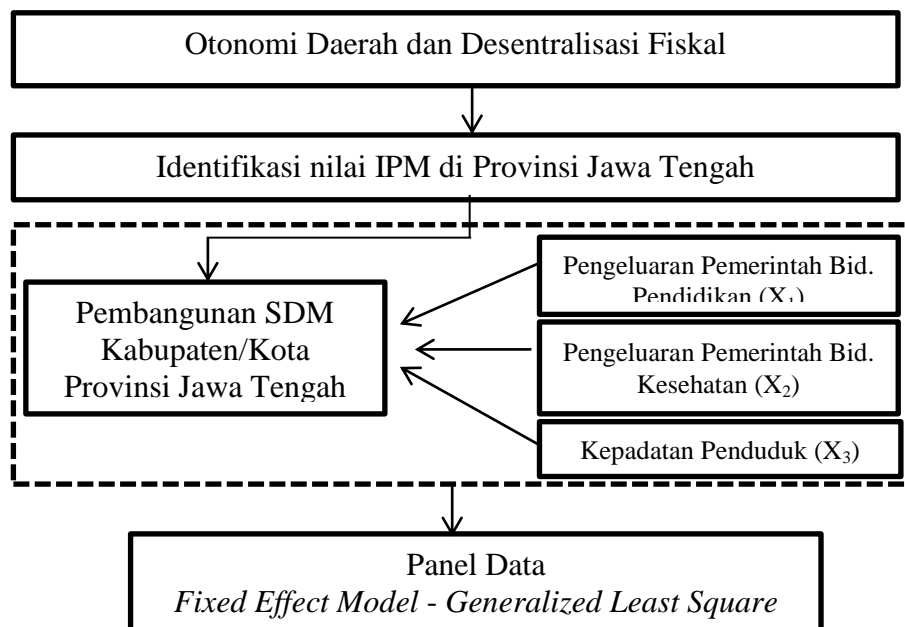 Otonomi Daerah dan Desentralisasi Fiskal
Identifikasi nilai IPM di Provinsi Jawa Tengah
Pembangunan SDM
Kabupaten/Kota
Provinsi Jawa Tengah
Pengeluaran Pemerintah Bid.
Pendidikan (X₁)
Pengeluaran Pemerintah Bid.
Kesehatan (X₂)
Kepadatan Penduduk (X₃)
Panel Data
Fixed Effect Model - Generalized Least Square